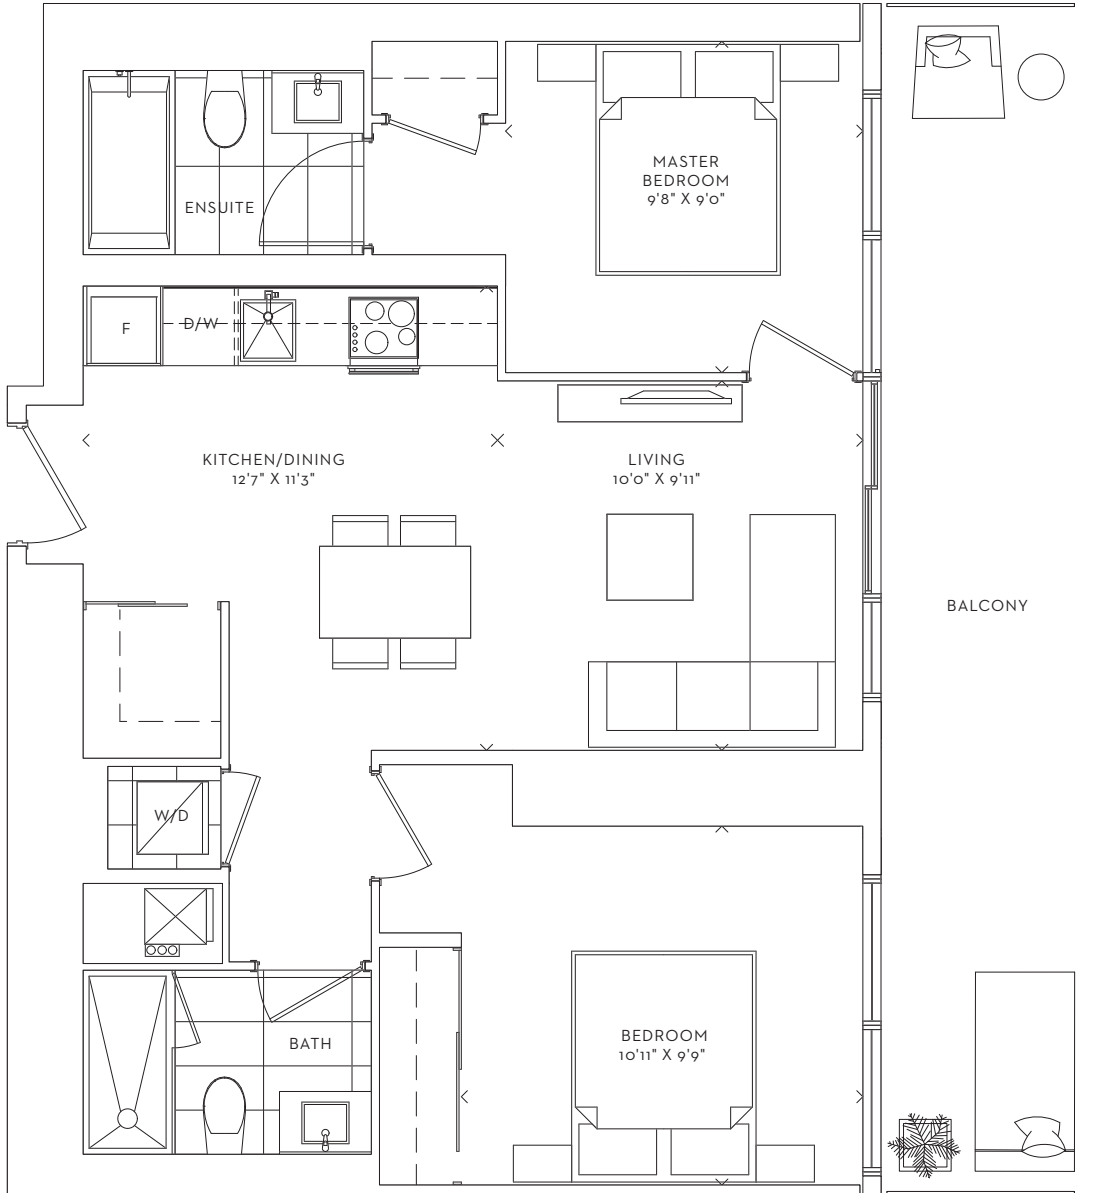 MASTER
BEDROOM
9'8" X 9'0"
ENSUITE
F
D/W
KITCHEN/DINING
12'7" X 11'3"
LIVING
10'0" X 9'11"
BALCONY
W/D
BEDROOM
10'11" X 9'9"
BATH